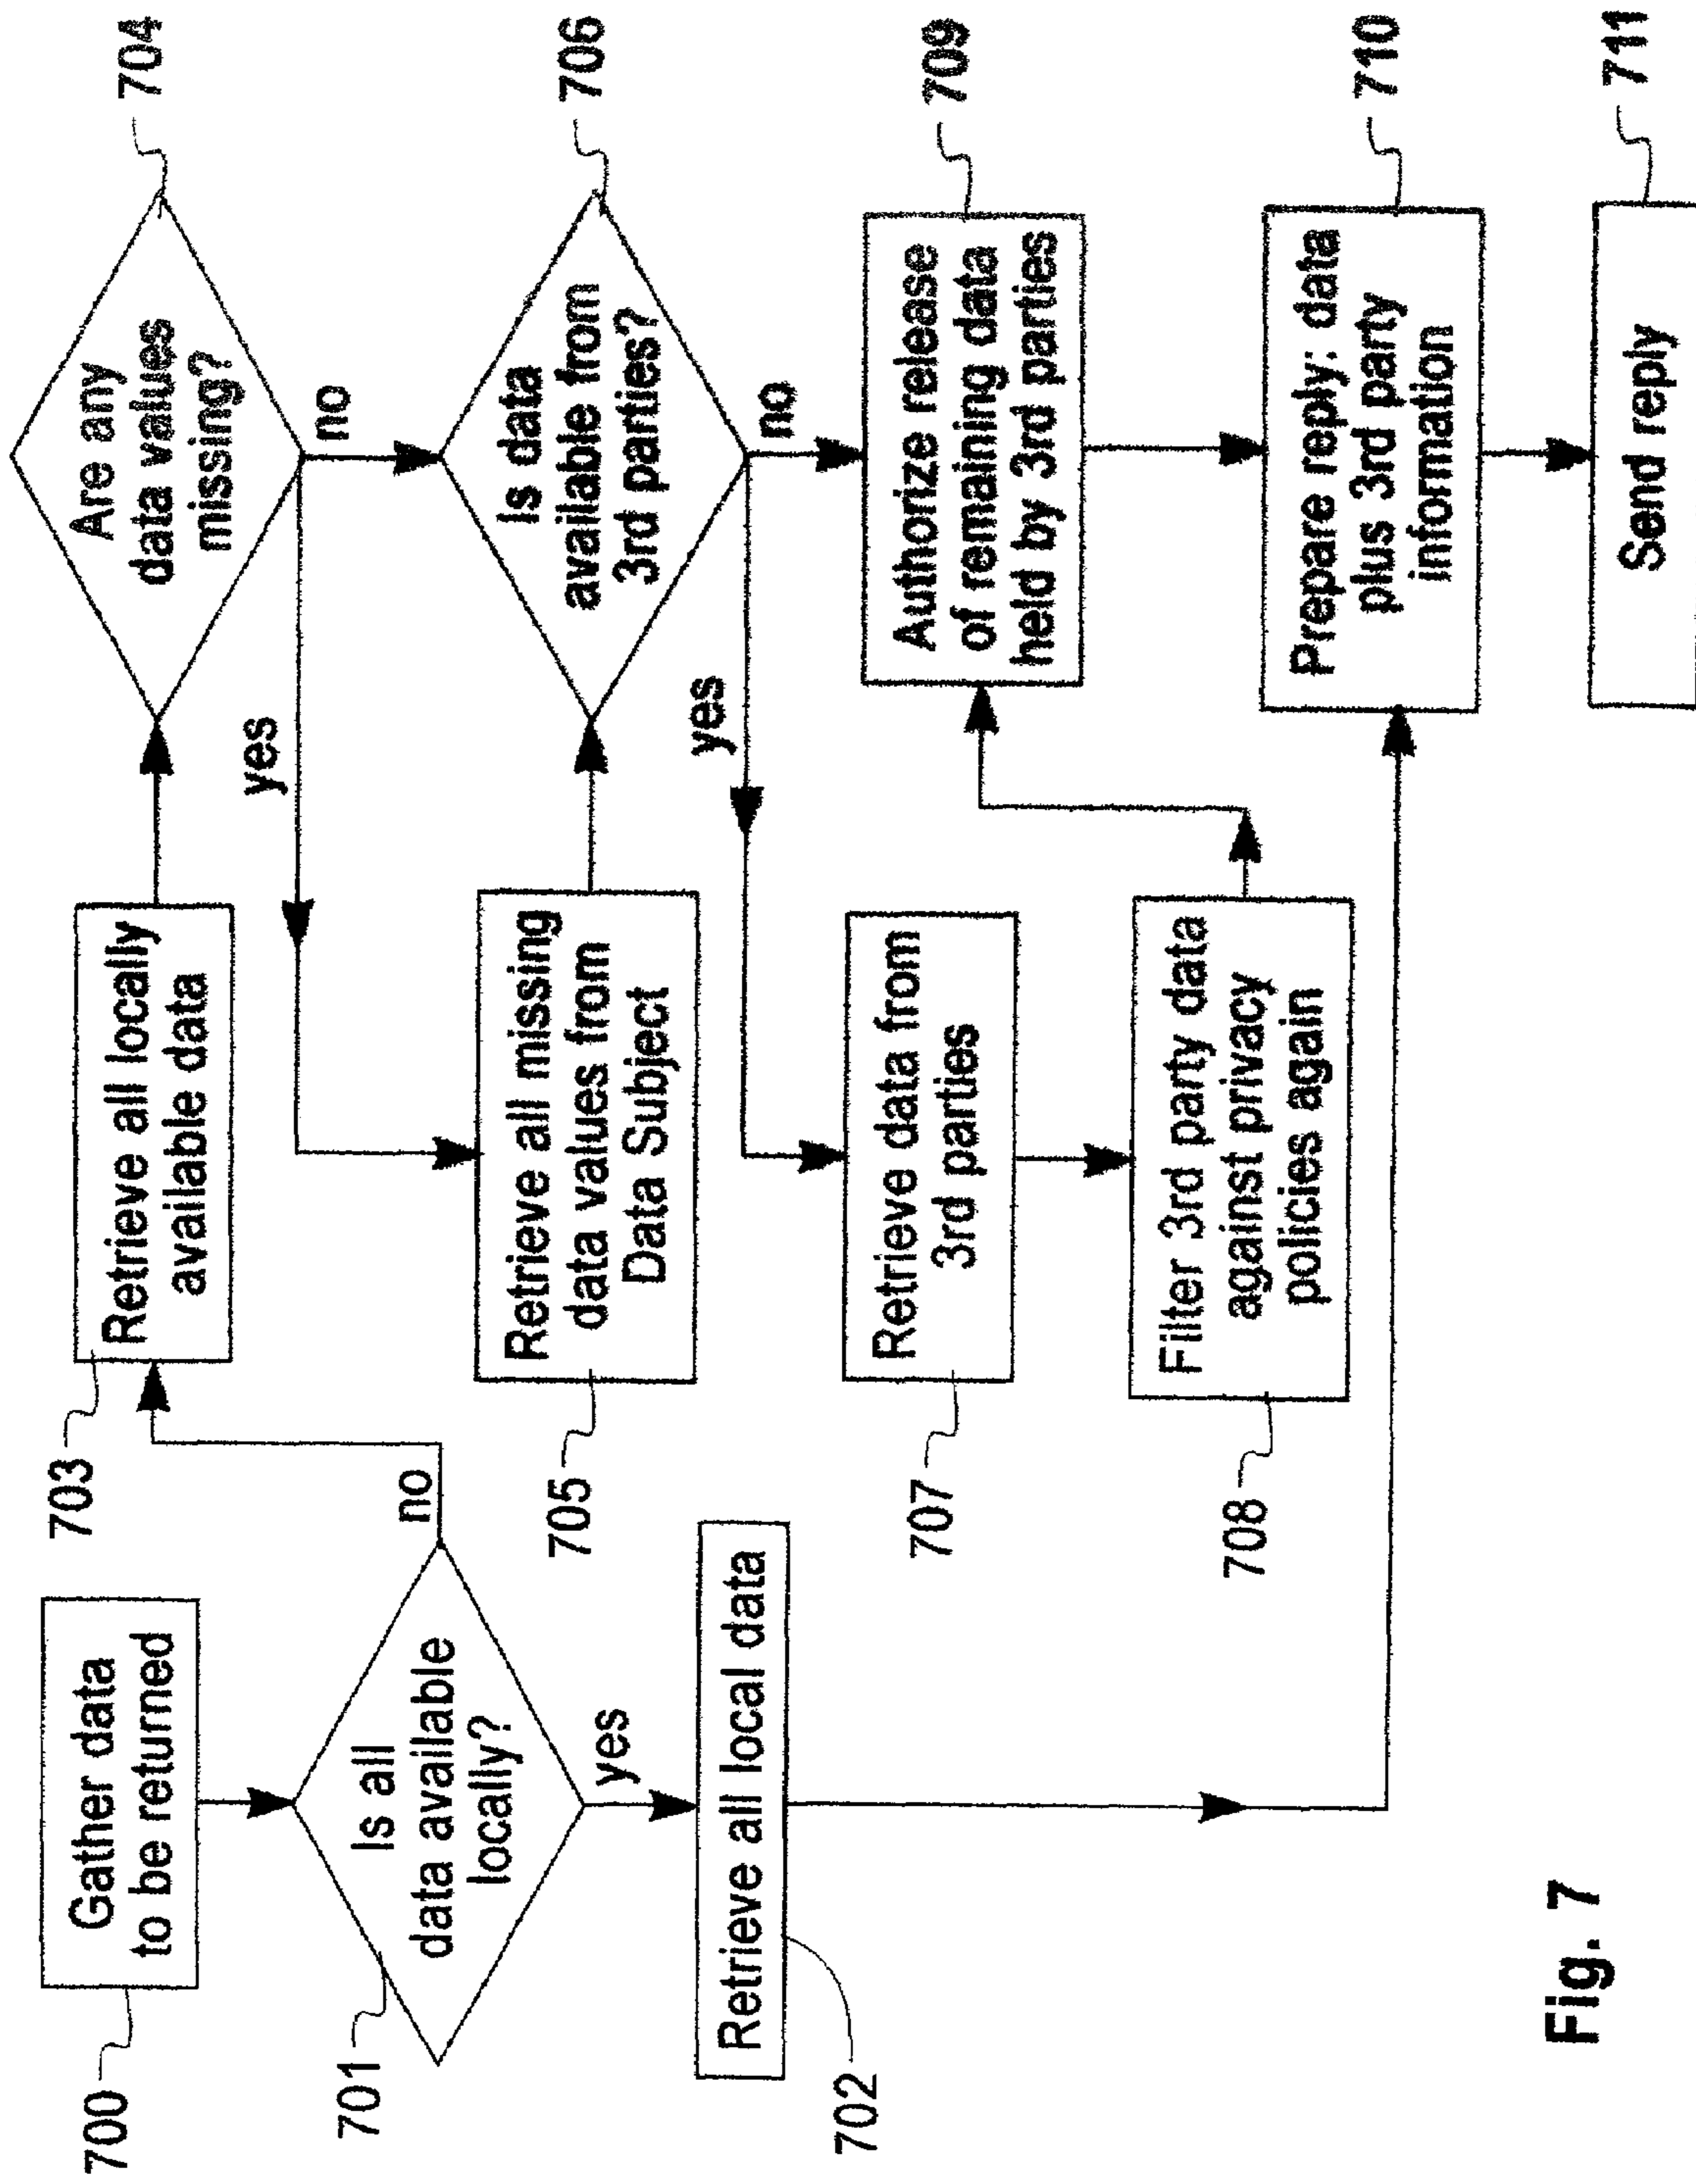 700
Gather data
to be returned
701
Is all
data available
locally?
no
yes
702
Retrieve all local data
703
Retrieve all locally
available data
704
Are any
data values
missing?
yes
no
705
Retrieve all missing
data values from
Data Subject
706
Is data
available from
3rd parties?
yes
no
707
Retrieve data from
3rd parties
708
Filter 3rd party data
against privacy
policies again
709
Authorize release
of remaining data
held by 3rd parties
710
Prepare reply: data
plus 3rd party
information
711
Send reply
Fig. 7